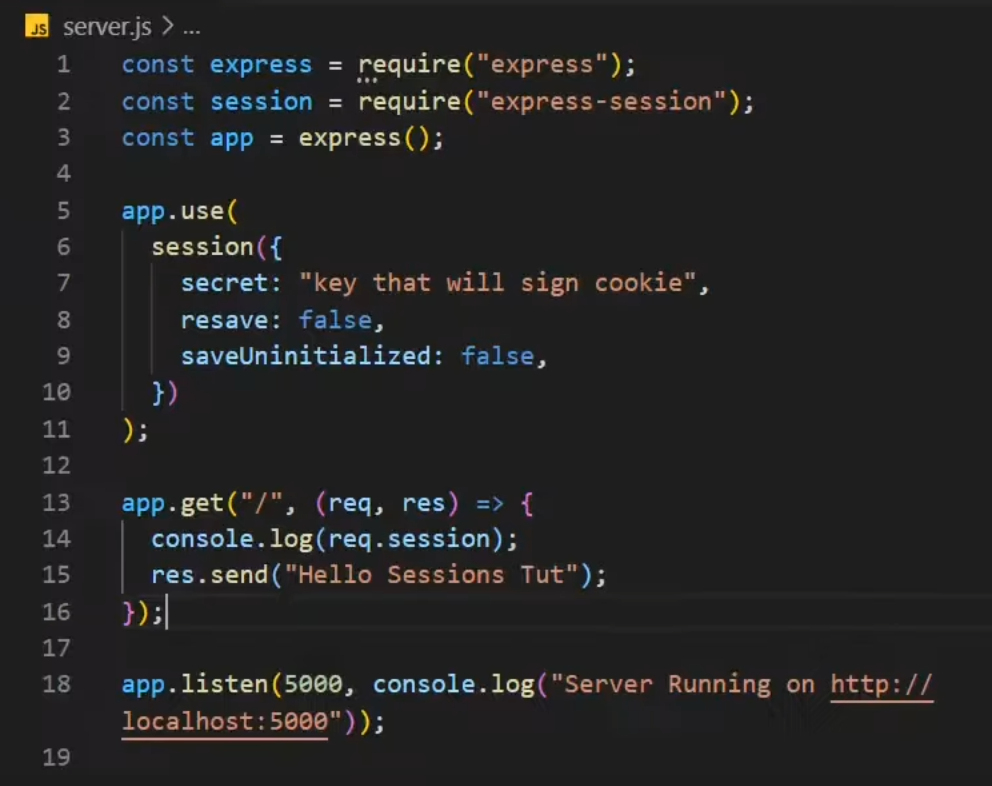 JS server.js > ...
1 const express = require("express");
2 const session = require("express-session");
3 const app = express();
4
5 app.use(
6   session({
7     secret: "key that will sign cookie",
8     resave: false,
9     saveUninitialized: false,
10   })
11 );
12
13 app.get("/", (req, res) => {
14   console.log(req.session);
15   res.send("Hello Sessions Tut");
16 });
17
18 app.listen(5000, console.log("Server Running on http://
localhost:5000"));
19